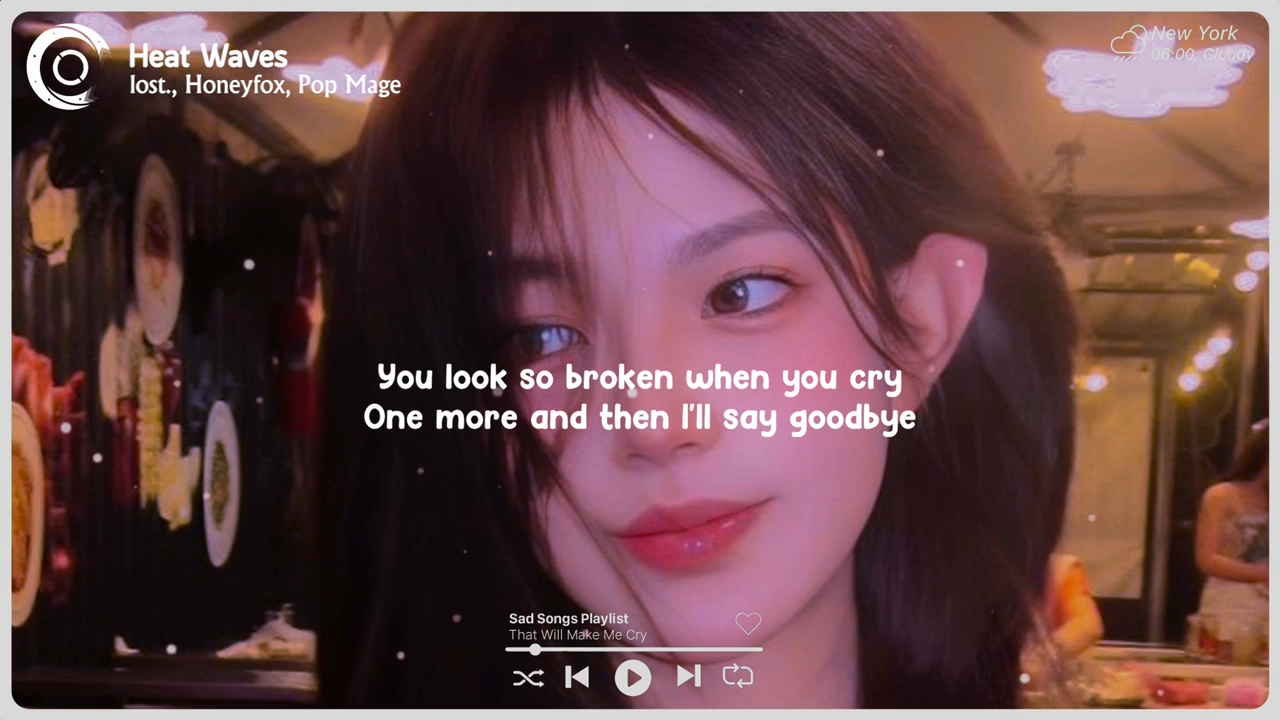 Heat Waves
lost., Honeyfox, Pop Mage
New York
06:00, Cloudy
You look so broken when you cry
One more and then I'll say goodbye
Sad Songs Playlist
That Will Make Me Cry